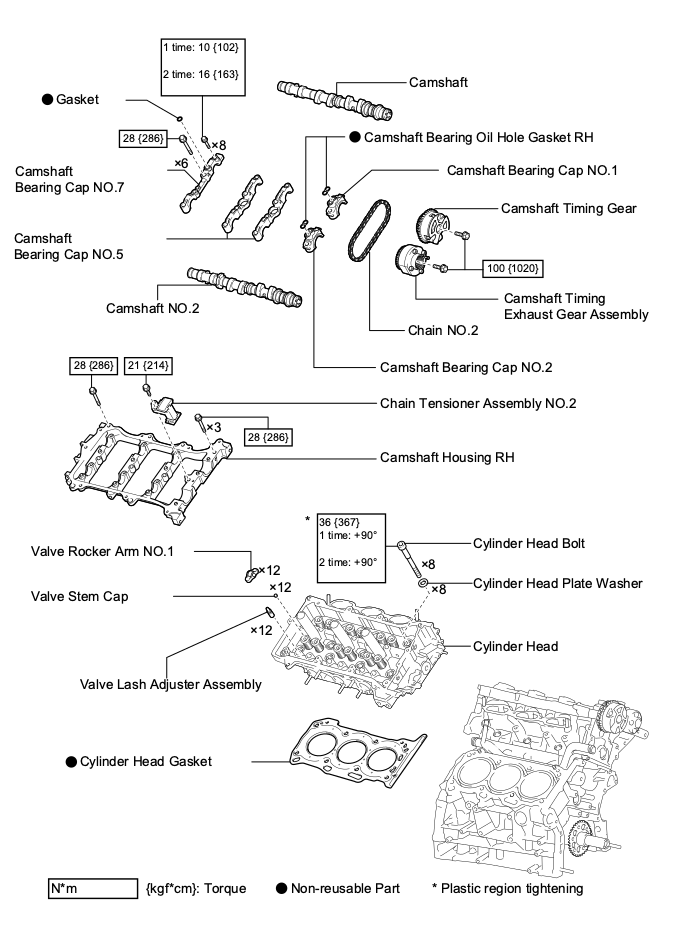 1 time: 10 {102}
2 time: 16 {163}
Camshaft
Gasket
28 {286}
×8
×6
Camshaft Bearing Oil Hole Gasket RH
Camshaft
Bearing Cap NO.7
Camshaft Bearing Cap NO.1
Camshaft Timing Gear
Camshaft
Bearing Cap NO.5
100 {1020}
Camshaft NO.2
Camshaft Timing
Exhaust Gear Assembly
Chain NO.2
Camshaft Bearing Cap NO.2
28 {286}
21 {214}
Chain Tensioner Assembly NO.2
×3
28 {286}
Camshaft Housing RH
*
36 {367}
1 time: +90°
2 time: +90°
Cylinder Head Bolt
×8
Valve Rocker Arm NO.1
×12
Cylinder Head Plate Washer
×8
Valve Stem Cap
×12
×12
Cylinder Head
Valve Lash Adjuster Assembly
Cylinder Head Gasket
N*m
{kgf*cm}: Torque
Non-reusable Part
* Plastic region tightening